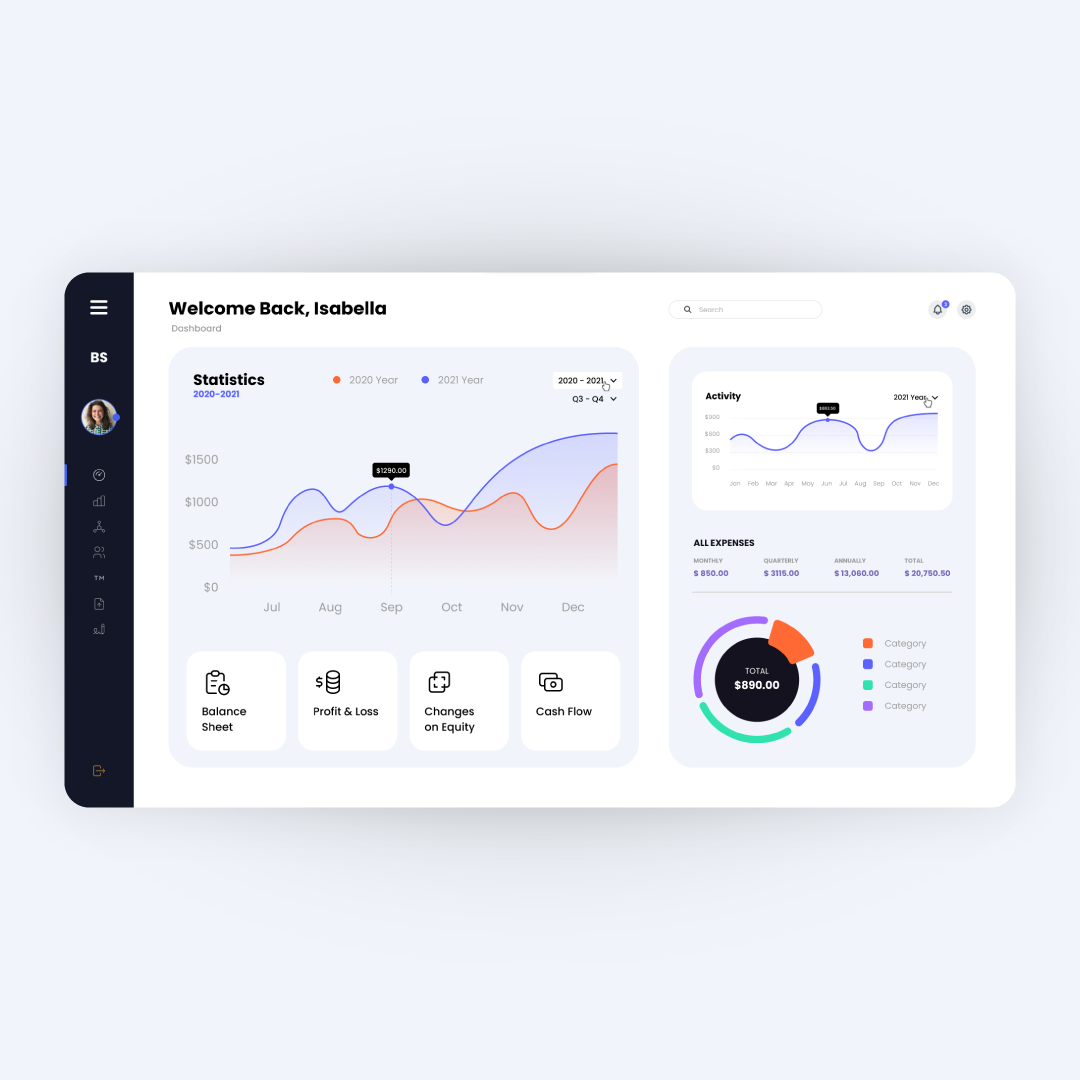 BS
TM
Welcome Back, Isabella
Dashboard
Search
3
Statistics
2020-2021
2020 Year
2021 Year
2020 - 2021
Q3 - Q4
$1500
$1000
$500
$0
$1290.00
Jul Aug Sep Oct Nov Dec
Balance
Sheet
Profit & Loss
Changes
on Equity
Cash Flow
Activity
2021 Year
$900
$600
$300
$0
Jan Feb Mar Apr May Jun Jul Aug Sep Oct Nov Dec
ALL EXPENSES
MONTHLY QUARTERLY ANNUALLY TOTAL
$ 850.00 $ 3115.00 $ 13,060.00 $ 20,750.50
TOTAL
$890.00
Category
Category
Category
Category